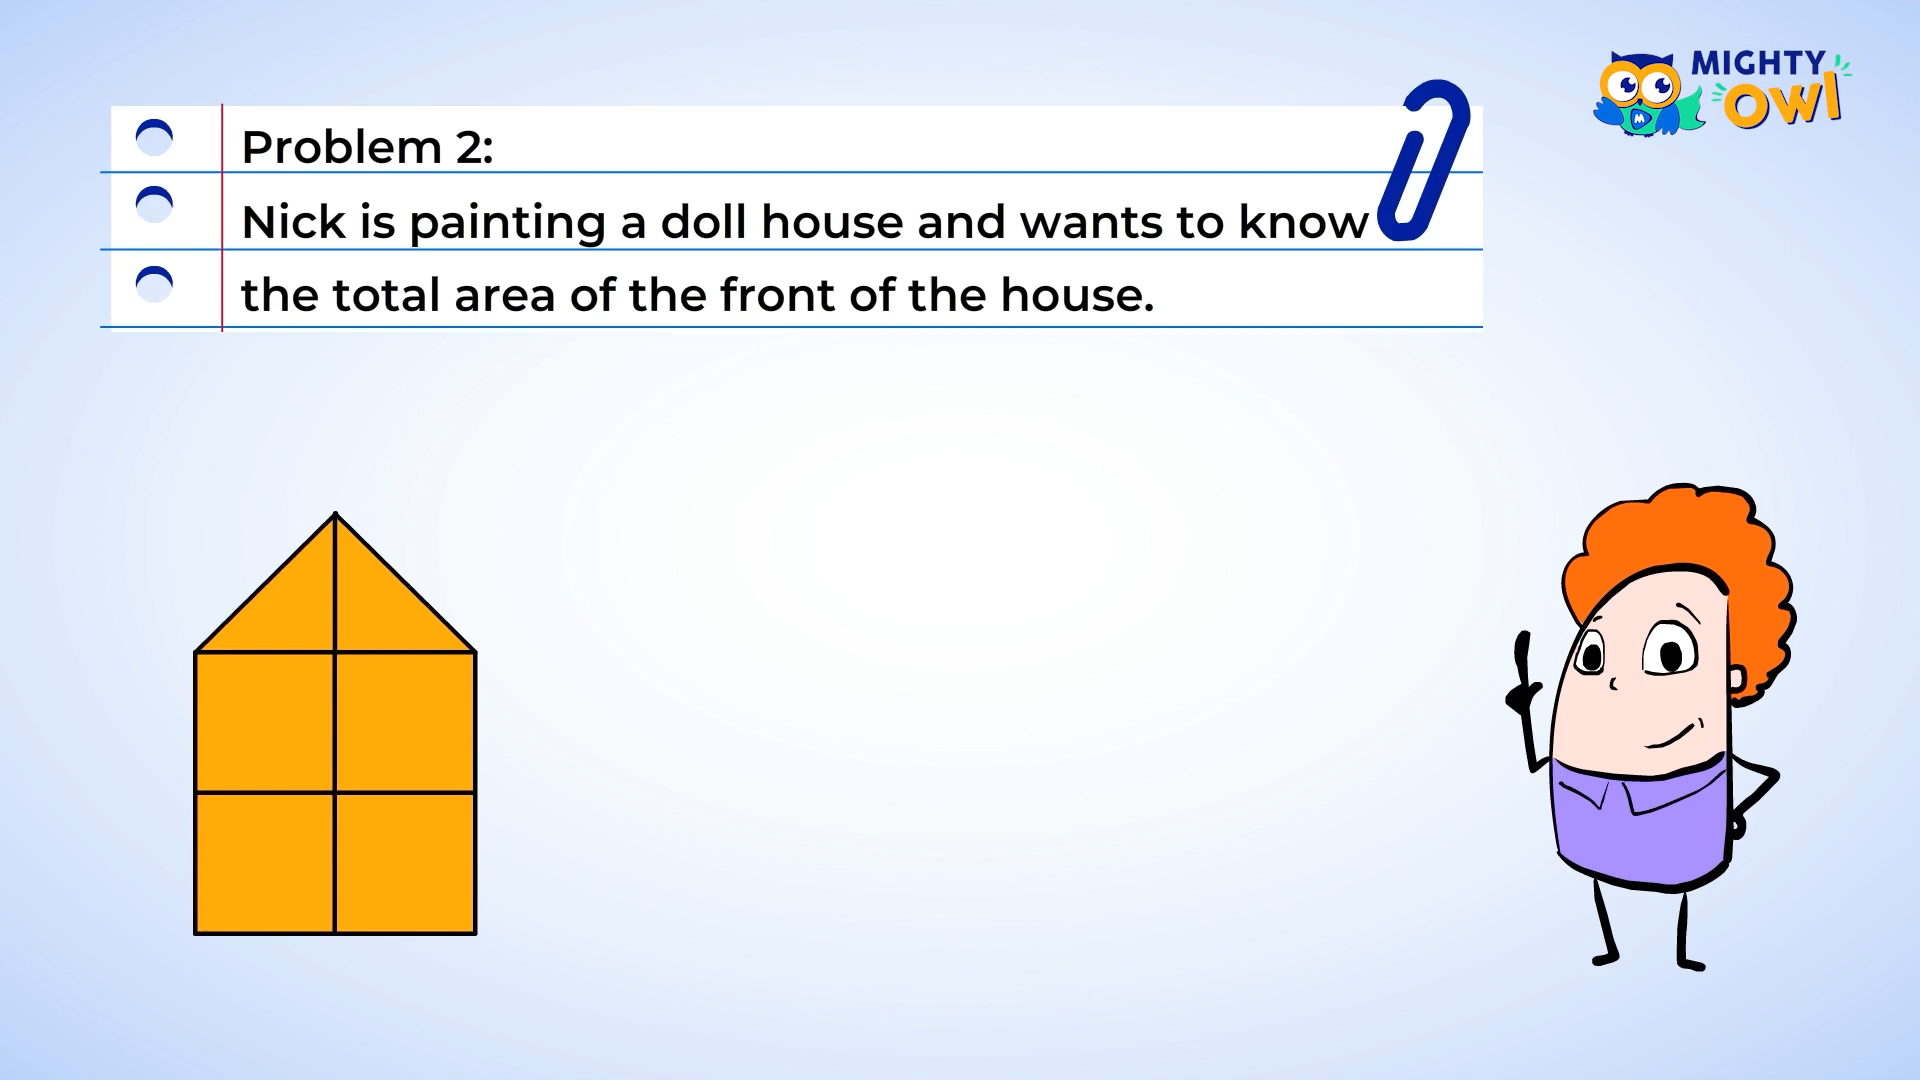 MIGHTY
OWl
Problem 2:
Nick is painting a doll house and wants to know
the total area of the front of the house.
M